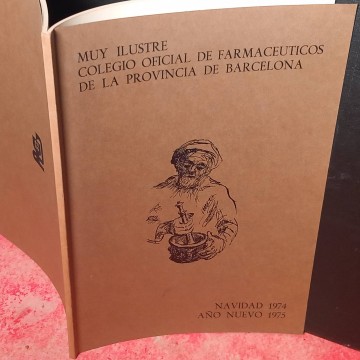 MUY ILUSTRE
COLEGIO OFICIAL DE FARMACEUTICOS
DE LA PROVINCIA DE BARCELONA
NAVIDAD 1974
AÑO NUEVO 1975